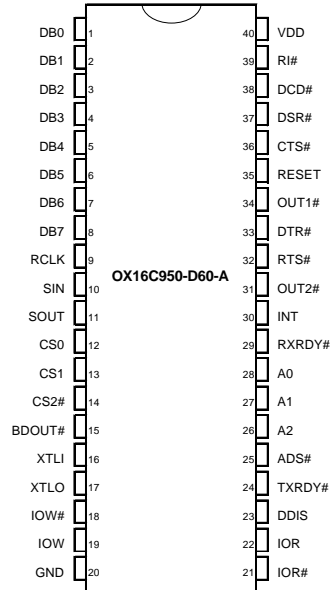 DB0 1 40 VDD
DB1 2 39 RI#
DB2 3 38 DCD#
DB3 4 37 DSR#
DB4 5 36 CTS#
DB5 6 35 RESET
DB6 7 34 OUT1#
DB7 8 33 DTR#
RCLK 9 32 RTS#
OX16C950-D60-A
SIN 10 31 OUT2#
SOUT 11 30 INT
CS0 12 29 RXRDY#
CS1 13 28 A0
CS2# 14 27 A1
BDOUT# 15 26 A2
XTLI 16 25 ADS#
XTLO 17 24 TXRDY#
IOW# 18 23 DDIS
IOW 19 22 IOR
GND 20 21 IOR#